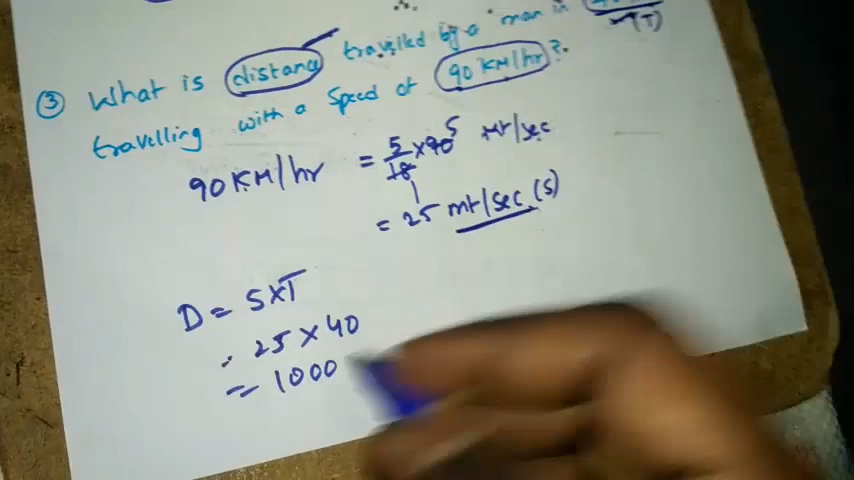 ③ What is distance travelled by a man in
(T)
travelling with a speed of 90 KM/hr?
90 KM/hr = 5/18 × 90 5 mt/sec
= 25 mt/sec (S)
D = S×T
= 25 × 40
= 1000